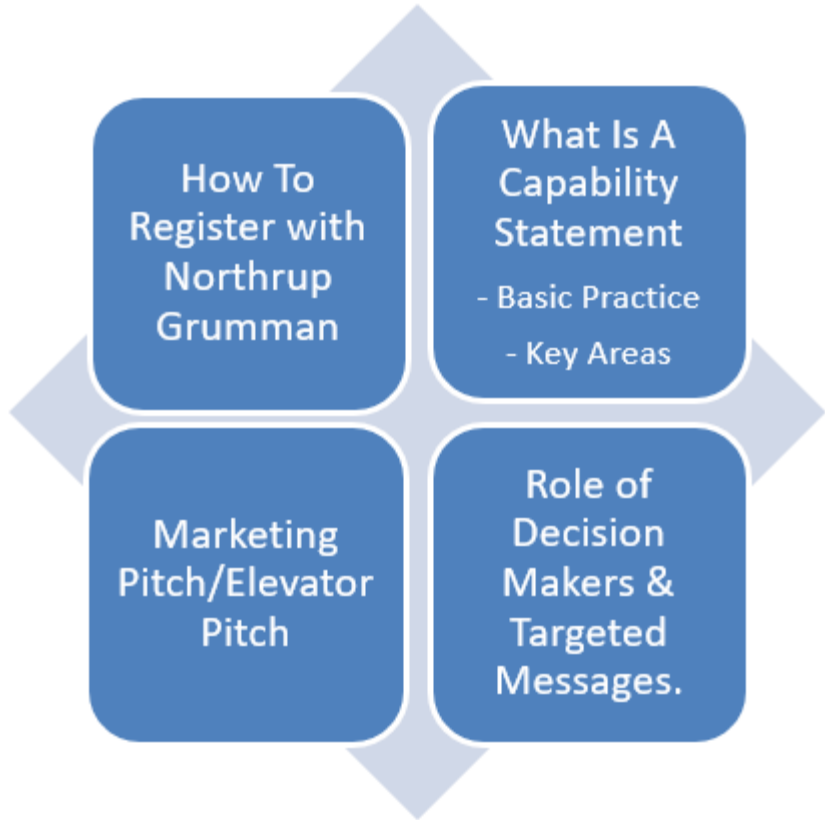 How To
Register with
Northrup
Grumman
What Is A
Capability
Statement
- Basic Practice
- Key Areas
Marketing
Pitch/Elevator
Pitch
Role of
Decision
Makers &
Targeted
Messages.